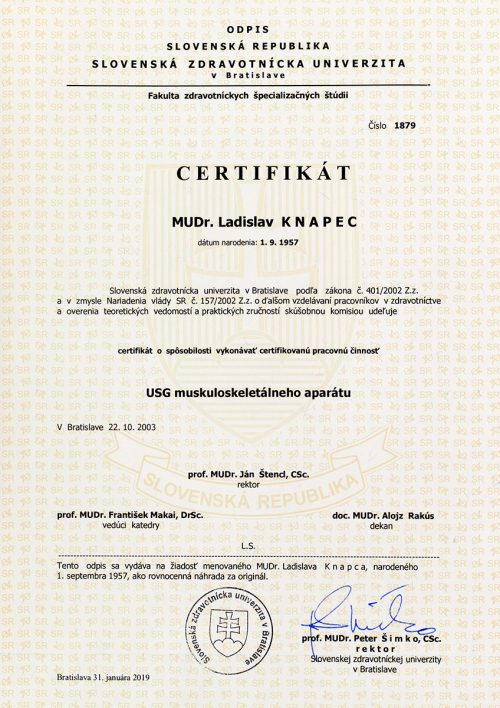 ODPIS
SLOVENSKÁ REPUBLIKA
SLOVENSKÁ ZDRAVOTNÍCKA UNIVERZITA
v Bratislave
Fakulta zdravotníckych špecializačných štúdií
Číslo 1879
CERTIFIKÁT
MUDr. Ladislav KNAPEC
dátum narodenia: 1. 9. 1957
Slovenská zdravotnícka univerzita v Bratislave podľa zákona č. 401/2002 Z.z.
a v zmysle Nariadenia vlády SR č. 157/2002 Z.z. o ďalšom vzdelávaní pracovníkov v zdravotníctve
a overenia teoretických vedomostí a praktických zručností skúšobnou komisiou udeľuje
certifikát o spôsobilosti vykonávať certifikovanú pracovnú činnosť
USG muskuloskeletálneho aparátu
V Bratislave 22. 10. 2003
SLOVENSKÁ REPUBLIKA
prof. MUDr. Ján Štencl, CSc.
rektor
prof. MUDr. František Makai, DrSc.
vedúci katedry
doc. MUDr. Alojz Rakús
dekan
L.S.
Tento odpis sa vydáva na žiadosť menovaného MUDr. Ladislava Knapca, narodeného
1. septembra 1957, ako rovnocenná náhrada za originál.
Slovenská zdravotnícka univerzita v Bratislave
prof. MUDr. Peter Šimko, CSc.
rektor
Slovenskej zdravotníckej univerzity
v Bratislave
Bratislava 31. januára 2019